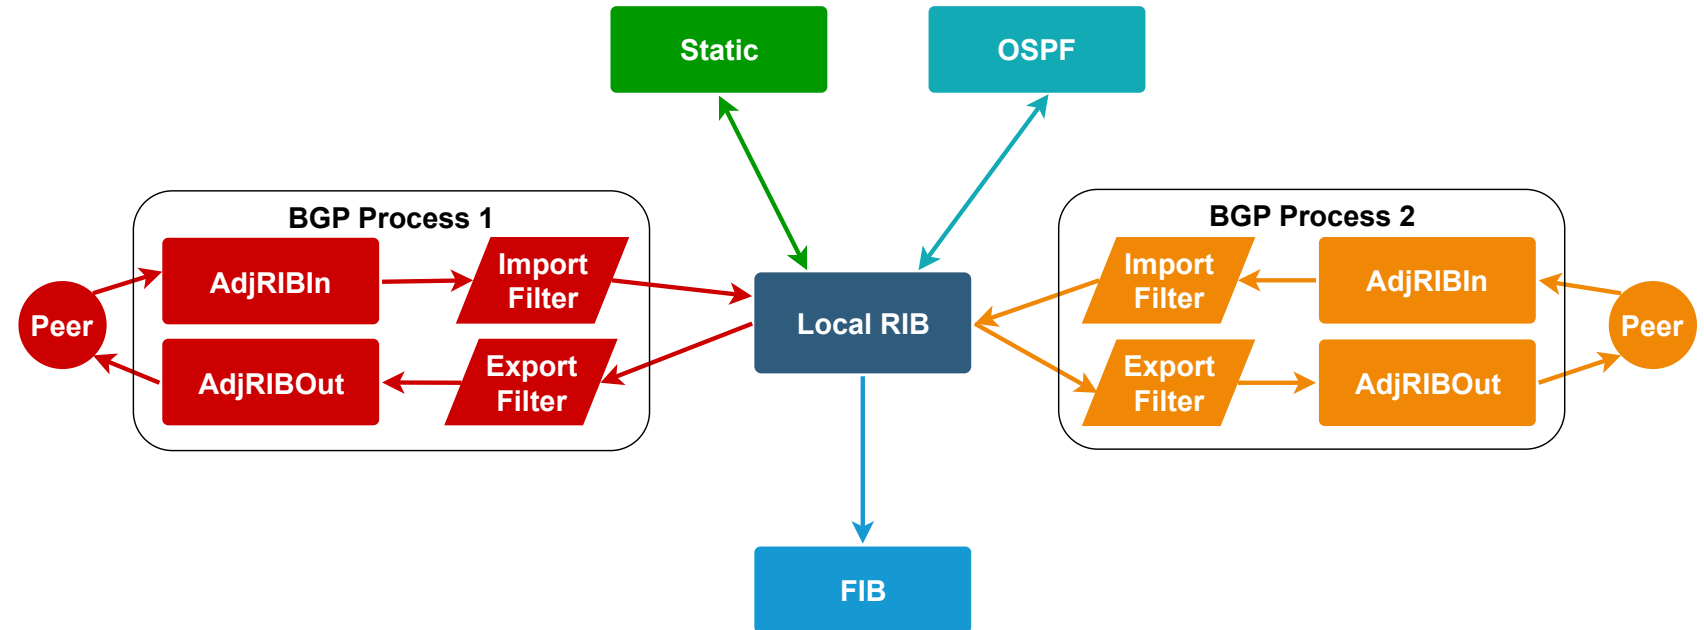 Static
OSPF
BGP Process 1
BGP Process 2
AdjRIBIn
Import
Filter
Import
Filter
AdjRIBIn
Peer
Local RIB
Peer
AdjRIBOut
Export
Filter
Export
Filter
AdjRIBOut
FIB